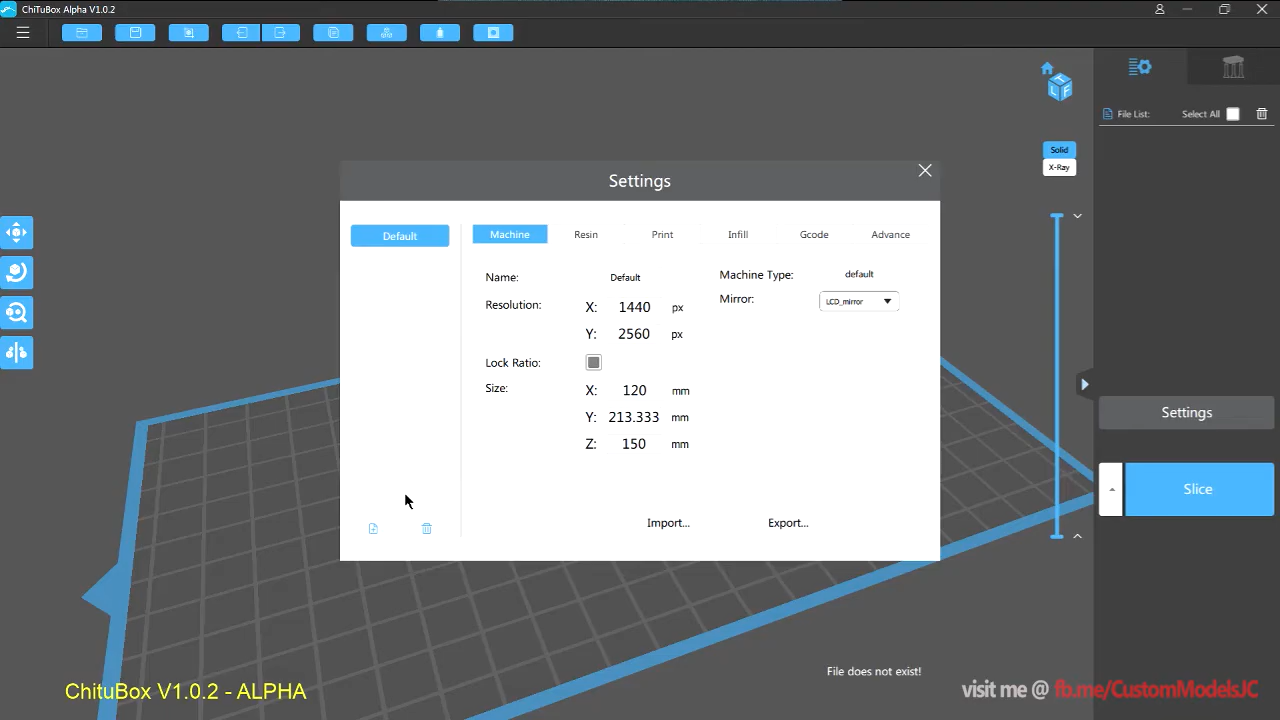 ChiTuBox Alpha V1.0.2
File List: Select All
Solid
X-Ray
Settings
Default
Machine Resin Print Infill Gcode Advance
Name: Default
Machine Type: default
Resolution: X: 1440 px
Mirror: LCD_mirror
Y: 2560 px
Lock Ratio:
Size: X: 120 mm
Y: 213.333 mm
Z: 150 mm
Import... Export...
Settings
Slice
File does not exist!
ChituBox V1.0.2 - ALPHA
visit me @ fb.me/CustomModelsJC